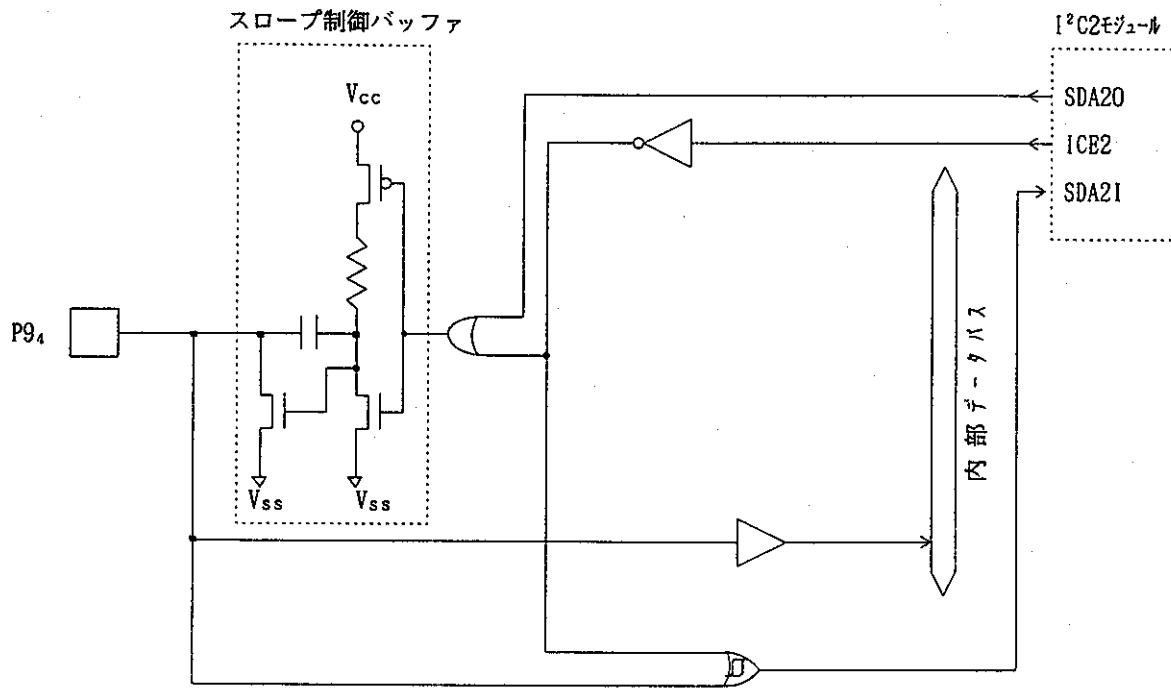 スロープ制御バッファ
I²C2モジュール
Vcc
SDA20
ICE2
SDA2I
P9₄
内部データバス
Vss
Vss